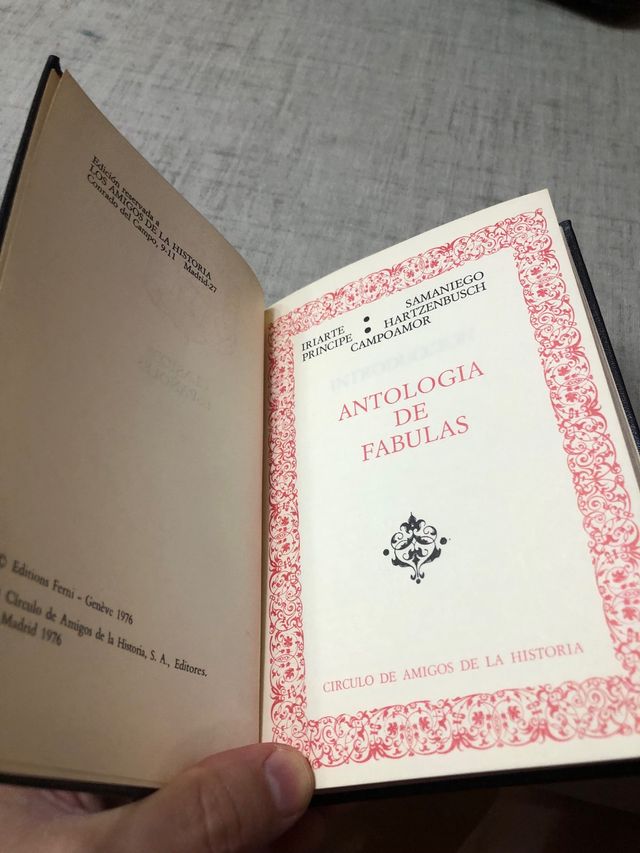 Edición reservada a
LOS AMIGOS DE LA HISTORIA
Conrado del Campo, 9-11 Madrid-27
© Editions Ferni - Genève 1976
Círculo de Amigos de la Historia, S. A., Editores.
Madrid 1976
IRIARTE : SAMANIEGO
PRINCIPE : HARTZENBUSCH
CAMPOAMOR
ANTOLOGIA
DE
FABULAS
CIRCULO DE AMIGOS DE LA HISTORIA